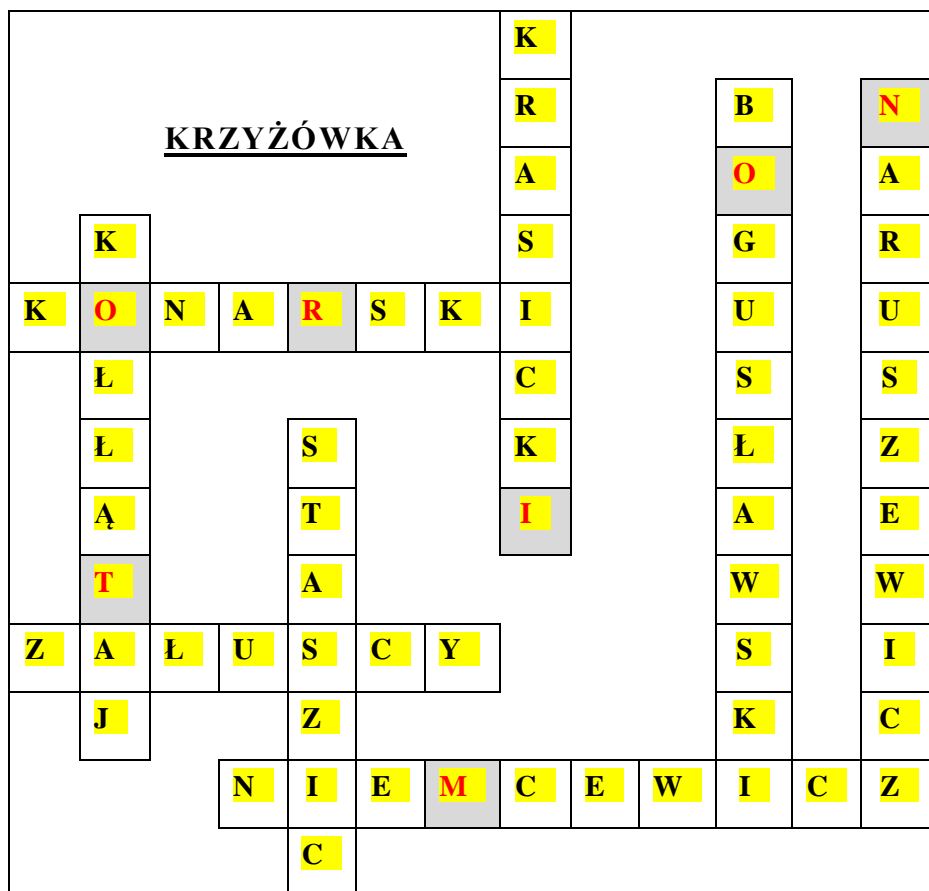 K
R B N
KRZYŻÓWKA
A O A
K S G R
K O N A R S K I U U
Ł C S S
Ł S K Ł Z
Ą T I A E
T A W W
Z A Ł U S C Y S I
J Z K C
N I E M C E W I C Z
C